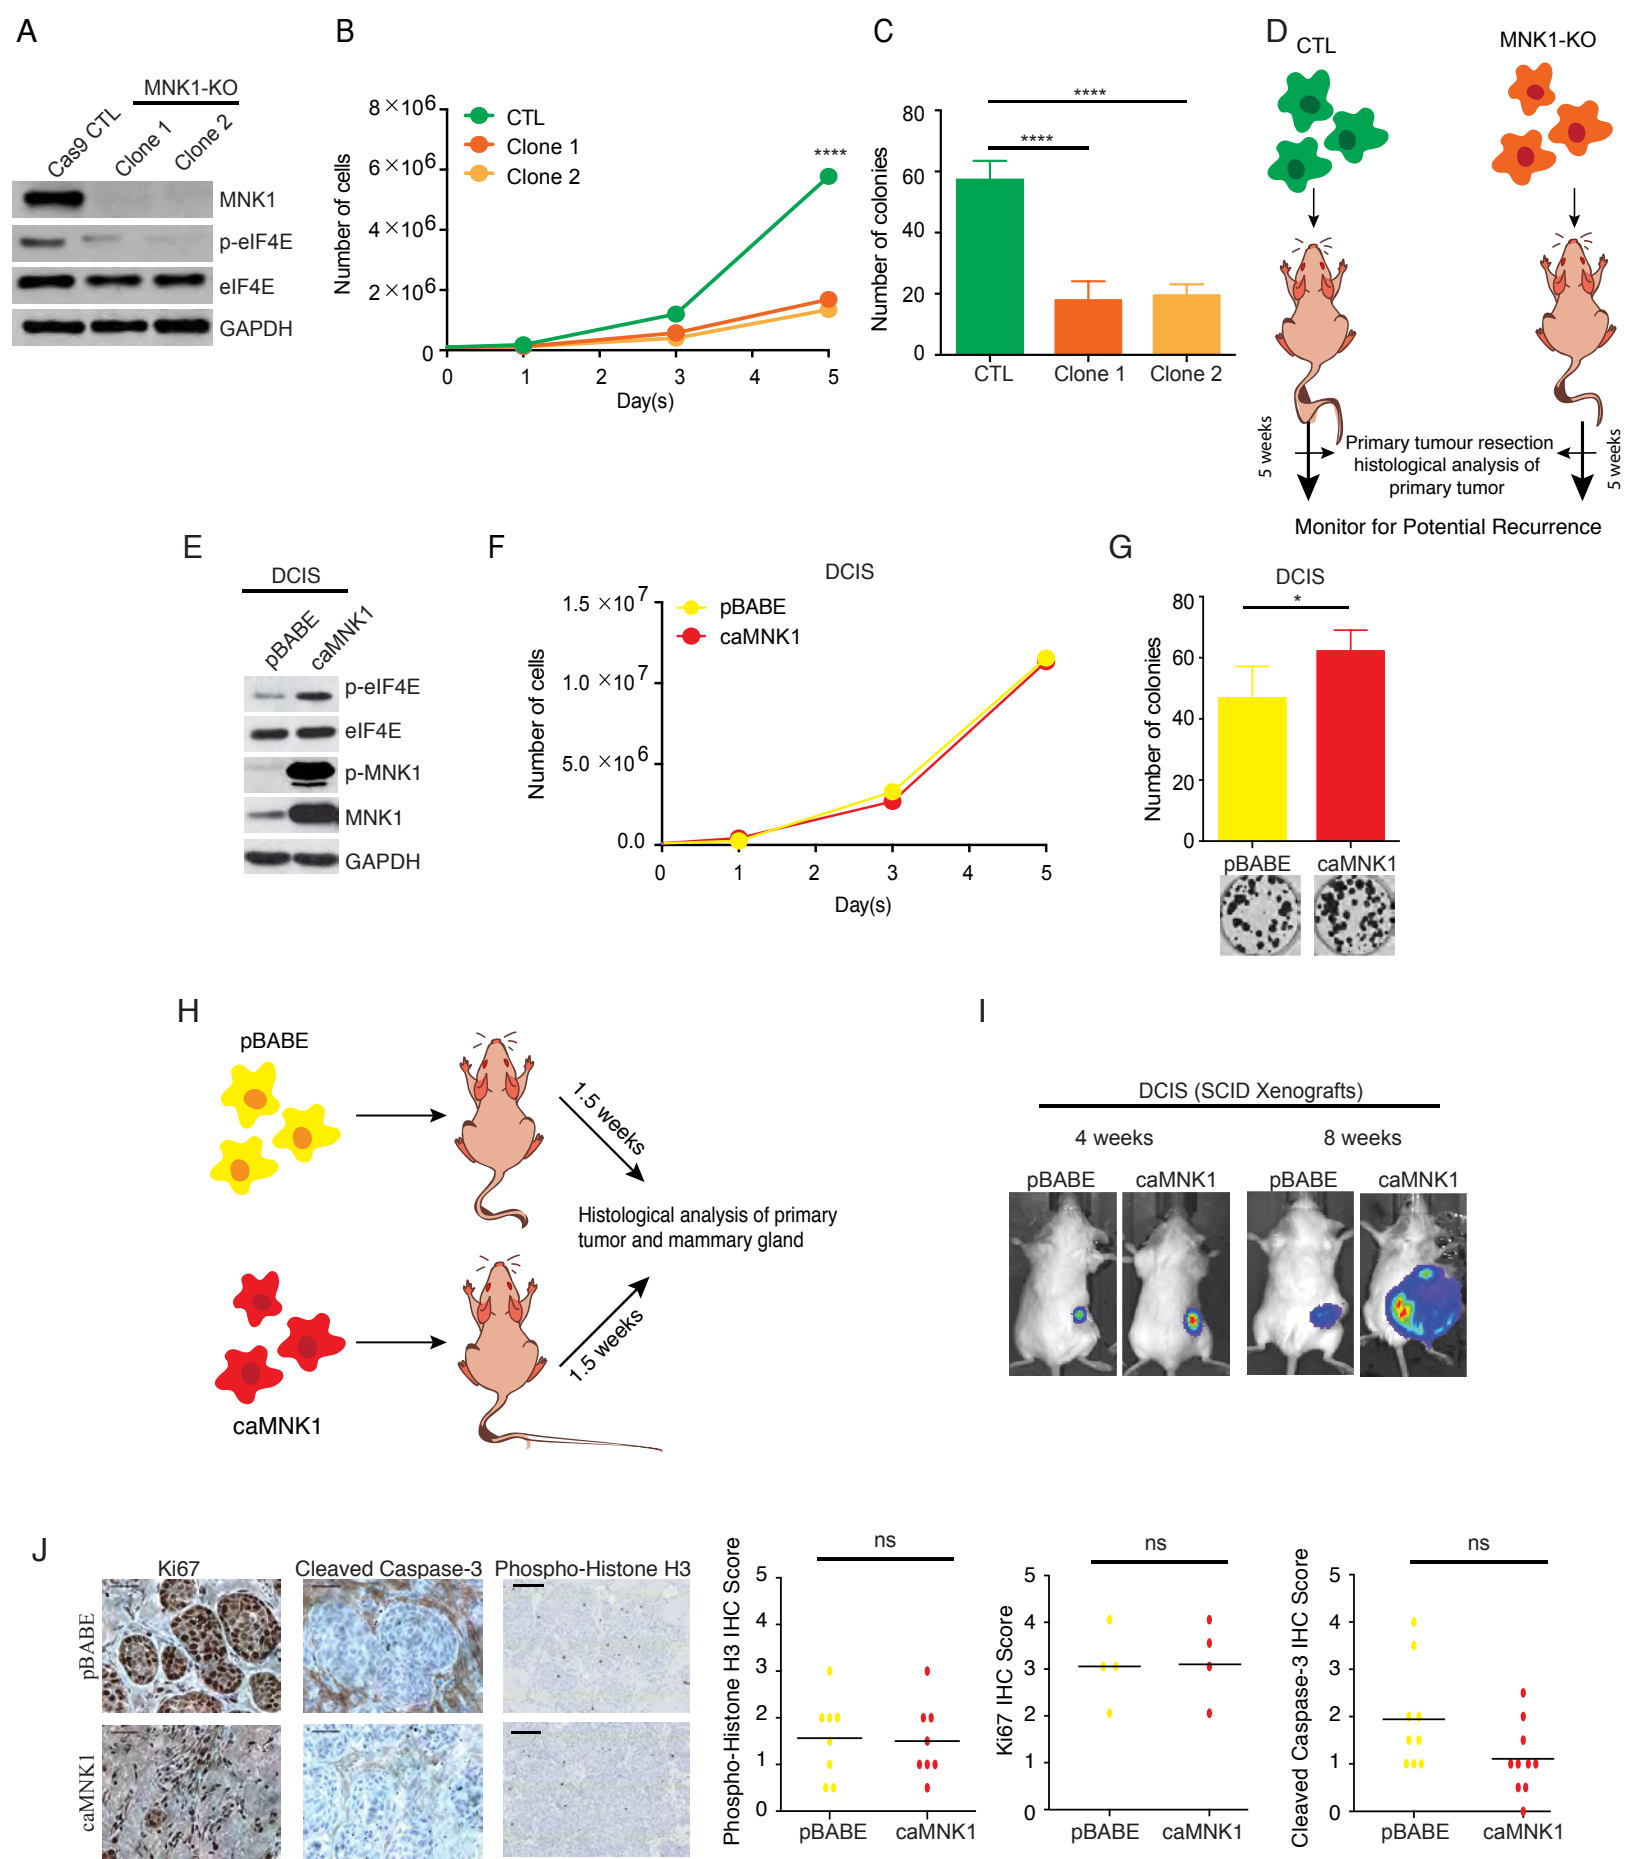 A
MNK1-KO
Cas9 CTL
Clone 1
Clone 2
MNK1
p-eIF4E
eIF4E
GAPDH
B
8×10⁶
6×10⁶
4×10⁶
2×10⁶
0
Number of cells
CTL
Clone 1
Clone 2
****
0 1 2 3 4 5
Day(s)
C
80
60
40
20
0
Number of colonies
****
****
CTL Clone 1 Clone 2
D
CTL
MNK1-KO
5 weeks
Primary tumour resection
histological analysis of
primary tumor
5 weeks
Monitor for Potential Recurrence
E
DCIS
pBABE
caMNK1
p-eIF4E
eIF4E
p-MNK1
MNK1
GAPDH
F
DCIS
1.5 ×10⁷
1.0 ×10⁷
5.0 ×10⁶
0.0
Number of cells
pBABE
caMNK1
0 1 2 3 4 5
Day(s)
G
DCIS
*
80
60
40
20
0
Number of colonies
pBABE caMNK1
H
pBABE
1.5 weeks
Histological analysis of primary
tumor and mammary gland
1.5 weeks
caMNK1
I
DCIS (SCID Xenografts)
4 weeks 8 weeks
pBABE caMNK1 pBABE caMNK1
J
Ki67 Cleaved Caspase-3 Phospho-Histone H3
pBABE
caMNK1
Phospho-Histone H3 IHC Score
ns
5
4
3
2
1
0
pBABE caMNK1
Ki67 IHC Score
ns
5
4
3
2
1
0
pBABE caMNK1
Cleaved Caspase-3 IHC Score
ns
5
4
3
2
1
0
pBABE caMNK1